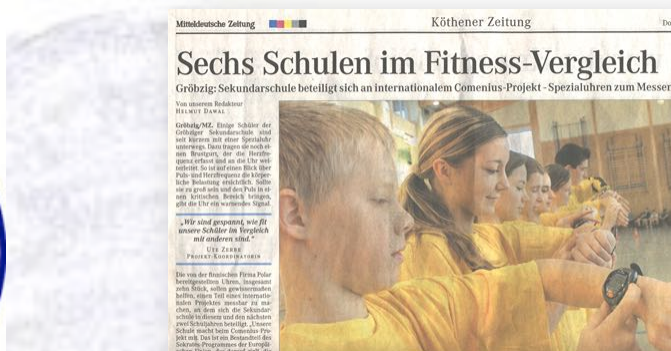 Mitteldeutsche Zeitung
Köthener Zeitung
Do
Sechs Schulen im Fitness-Vergleich
Gröbzig: Sekundarschule beteiligt sich an internationalem Comenius-Projekt - Spezialuhren zum Messen
Von unserem Redakteur
HELMUT DAWAL
Gröbzig/MZ. Einige Schüler der
Gröbziger Sekundarschule sind
seit kurzem mit einer Spezialuhr
unterwegs. Dazu tragen sie noch ei-
nen Brustgurt, der die Herzfre-
quenz erfasst und an die Uhr wei-
terleitet. So ist auf einen Blick über
Puls- und Herzfrequenz die körper-
liche Belastung ersichtlich. Sollte
sie zu groß sein und den Puls in ei-
nen kritischen Bereich bringen,
gibt die Uhr ein warnendes Signal.
„Wir sind gespannt, wie fit
unsere Schüler im Vergleich
mit anderen sind.“
UTE ZERBE
PROJEKT-KOORDINATORIN
Die von der finnischen Firma Polar
bereitgestellten Uhren, insgesamt
zehn Stück, sollen gewissermaßen
helfen, einen Teil eines internatio-
nalen Projektes messbar zu ma-
chen, an dem sich die Sekundar-
schule in diesem und den nächsten
zwei Schuljahren beteiligt. „Unsere
Schule macht beim Comenius-Pro-
jekt mit. Das ist ein Bestandteil des
Sokrates-Programmes der Europä-